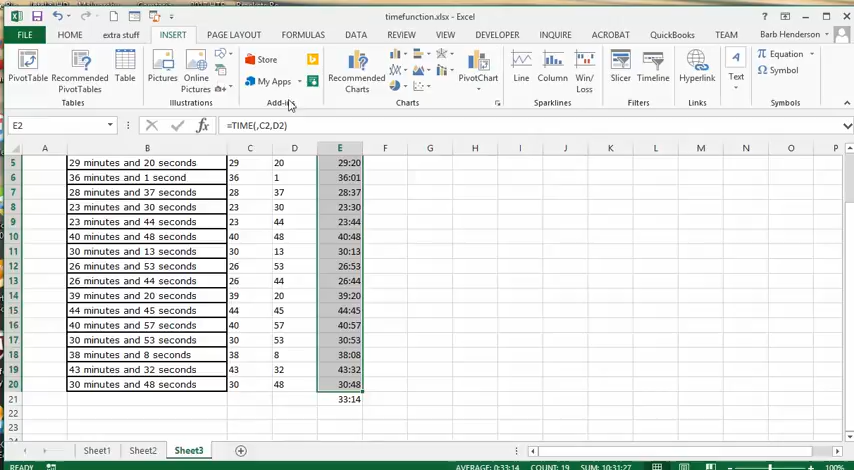 timefunction.xlsx - Excel
FILE HOME extra stuff INSERT PAGE LAYOUT FORMULAS DATA REVIEW VIEW DEVELOPER INQUIRE ACROBAT QuickBooks TEAM Barb Henderson
PivotTable Recommended PivotTables Table Pictures Online Pictures Store My Apps Recommended Charts PivotChart Line Column Win/Loss Slicer Timeline Hyperlink Text Equation Symbol
Tables Illustrations Add-ins Charts Sparklines Filters Links Symbols
E2 fx =TIME(,C2,D2)
A B C D E F G H I J K L M N O P
5 29 minutes and 20 seconds 29 20 29:20
6 36 minutes and 1 second 36 1 36:01
7 28 minutes and 37 seconds 28 37 28:37
8 23 minutes and 30 seconds 23 30 23:30
9 23 minutes and 44 seconds 23 44 23:44
10 40 minutes and 48 seconds 40 48 40:48
11 30 minutes and 13 seconds 30 13 30:13
12 26 minutes and 53 seconds 26 53 26:53
13 26 minutes and 44 seconds 26 44 26:44
14 39 minutes and 20 seconds 39 20 39:20
15 44 minutes and 45 seconds 44 45 44:45
16 40 minutes and 57 seconds 40 57 40:57
17 30 minutes and 53 seconds 30 53 30:53
18 38 minutes and 8 seconds 38 8 38:08
19 43 minutes and 32 seconds 43 32 43:32
20 30 minutes and 48 seconds 30 48 30:48
21 33:14
22
23
Sheet1 Sheet2 Sheet3
READY AVERAGE: 0:33:14 COUNT: 19 SUM: 10:31:27 100%